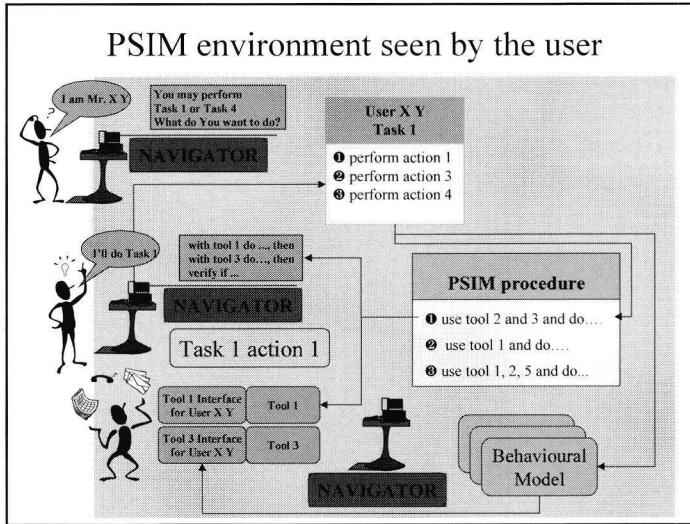 PSIM environment seen by the user
I am Mr. X Y
?
You may perform
Task 1 or Task 4
What do You want to do?
NAVIGATOR
User X Y
Task 1
❶ perform action 1
❷ perform action 3
❸ perform action 4
I'll do Task 1
with tool 1 do ..., then
with tool 3 do..., then
verify if ...
NAVIGATOR
Task 1 action 1
PSIM procedure
❶ use tool 2 and 3 and do....
❷ use tool 1 and do....
❸ use tool 1, 2, 5 and do...
Tool 1 Interface
for User X Y
Tool 1
Tool 3 Interface
for User X Y
Tool 3
NAVIGATOR
Behavioural
Model